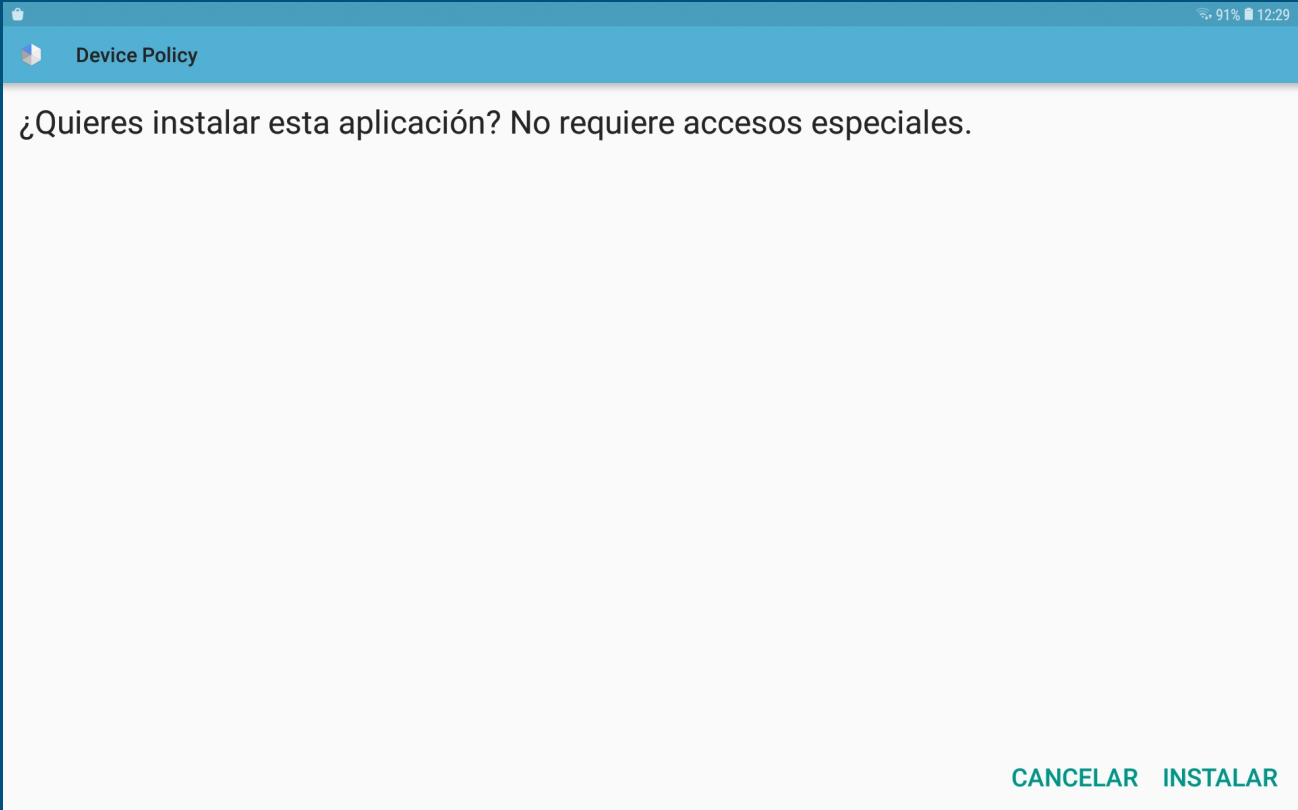 91% 12:29
Device Policy
¿Quieres instalar esta aplicación? No requiere accesos especiales.
CANCELAR INSTALAR